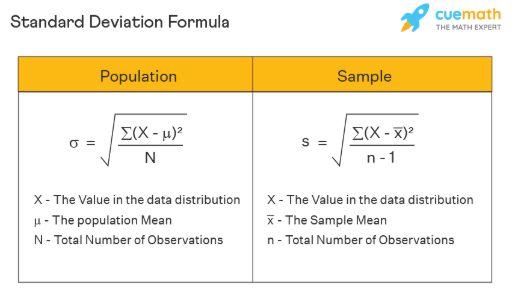 Standard Deviation Formula
cuemath
THE MATH EXPERT
Population
σ = √(∑(X - μ)² / N)
X - The Value in the data distribution
μ - The population Mean
N - Total Number of Observations
Sample
s = √(∑(X - x̅)² / n - 1)
X - The Value in the data distribution
x̅ - The Sample Mean
n - Total Number of Observations